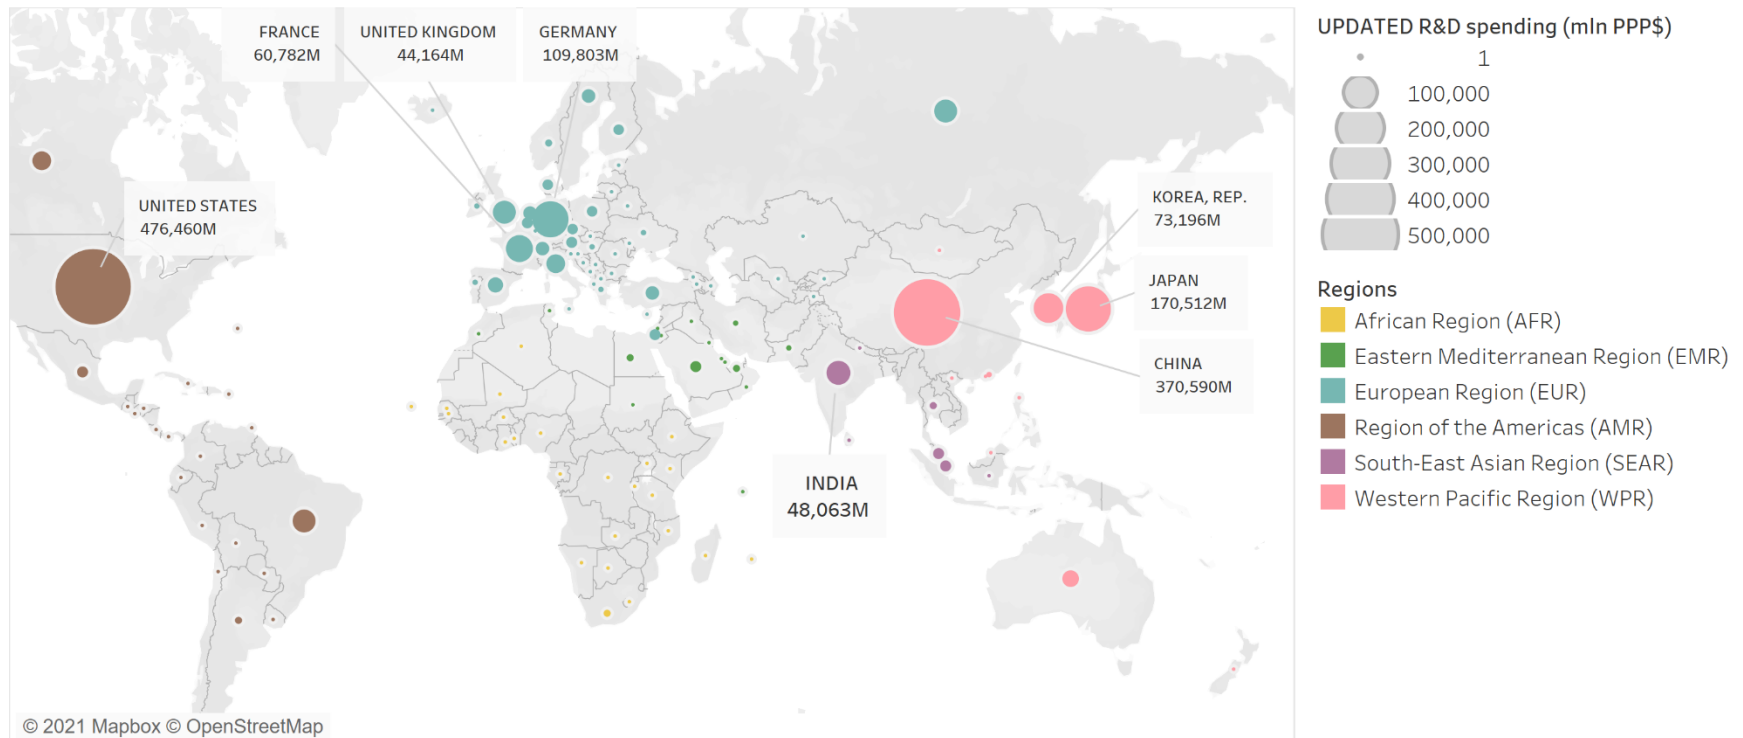 FRANCE
60,782M
UNITED KINGDOM
44,164M
GERMANY
109,803M
UNITED STATES
476,460M
KOREA, REP.
73,196M
JAPAN
170,512M
CHINA
370,590M
INDIA
48,063M
© 2021 Mapbox © OpenStreetMap
UPDATED R&D spending (mln PPP$)
1
100,000
200,000
300,000
400,000
500,000
Regions
African Region (AFR)
Eastern Mediterranean Region (EMR)
European Region (EUR)
Region of the Americas (AMR)
South-East Asian Region (SEAR)
Western Pacific Region (WPR)